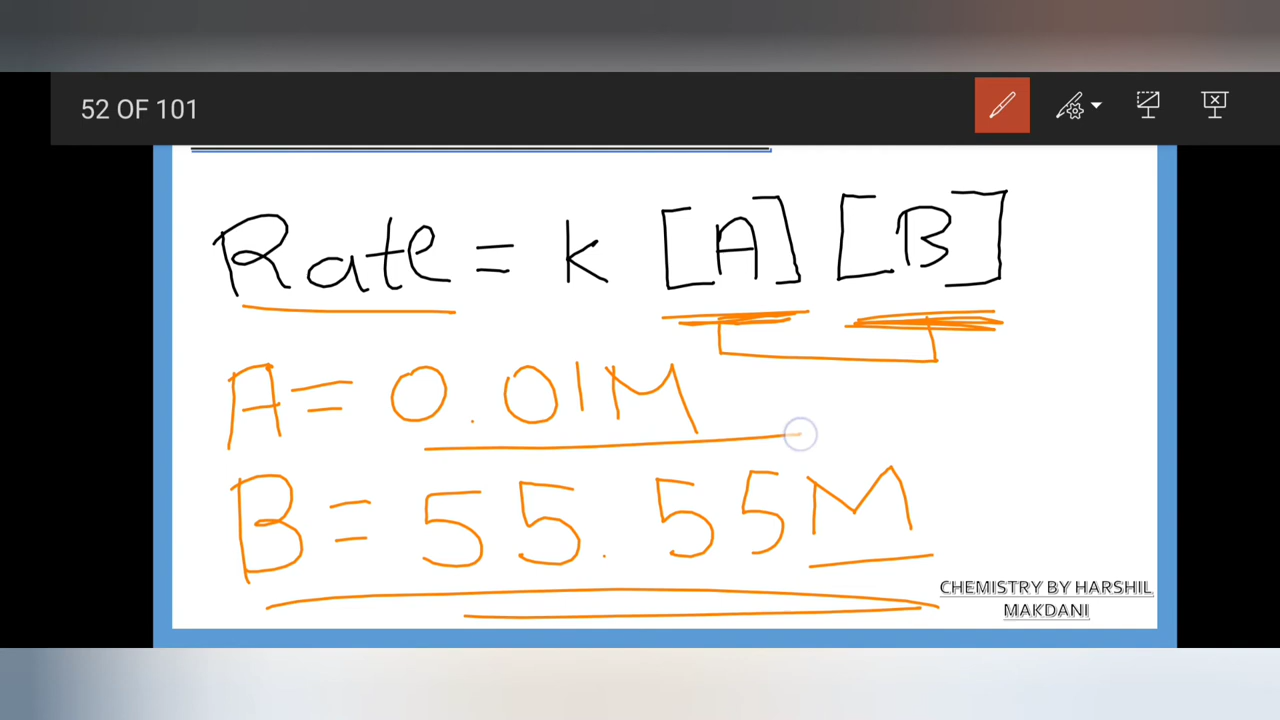 52 OF 101
Rate = k [A] [B]
A = 0.01M
B = 55.55M
CHEMISTRY BY HARSHIL
MAKDANI